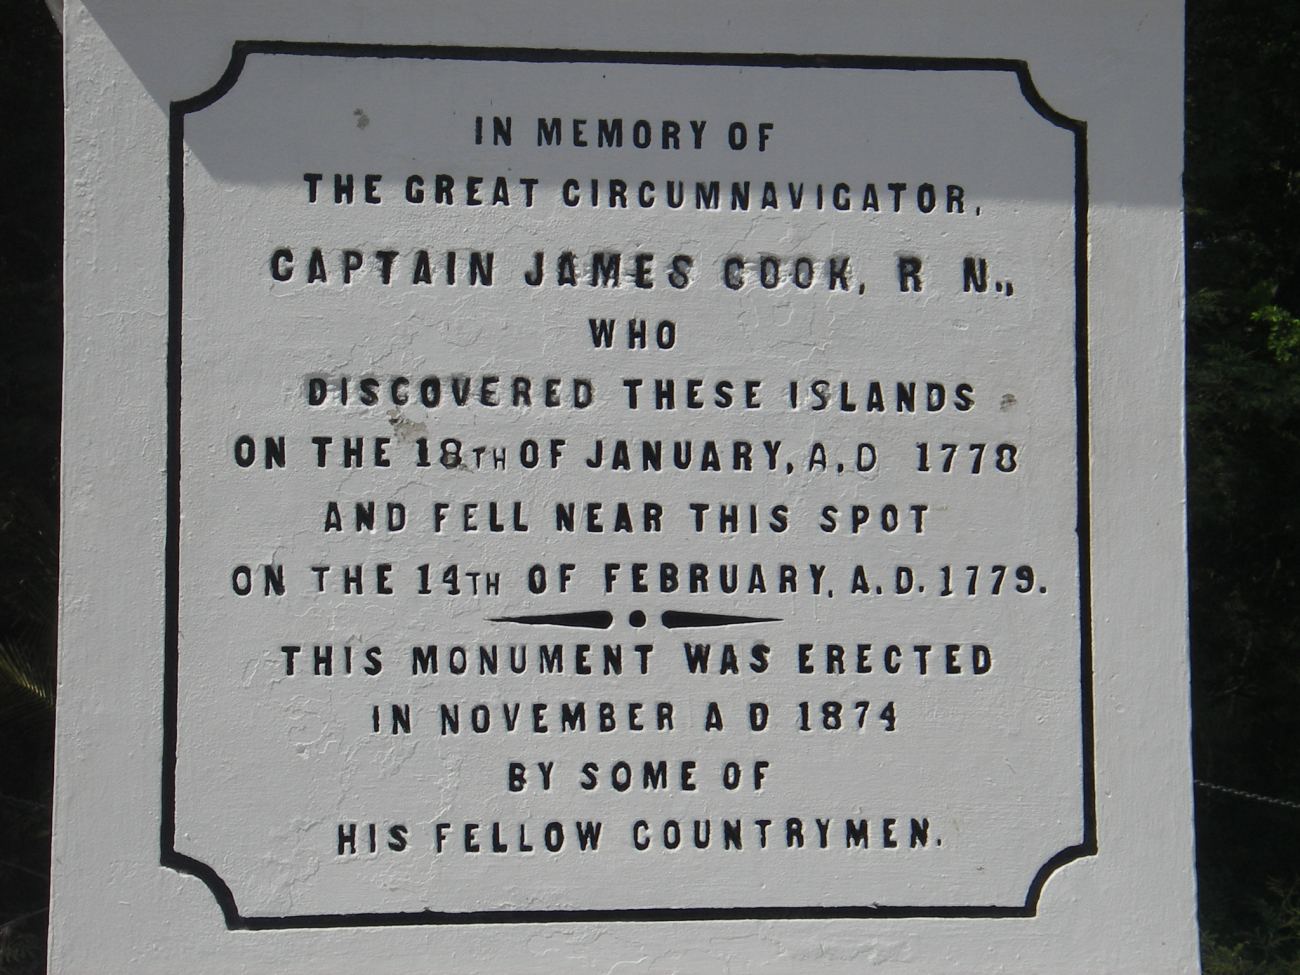 IN MEMORY OF
THE GREAT CIRCUMNAVIGATOR,
CAPTAIN JAMES COOK, R N.,
WHO
DISCOVERED THESE ISLANDS
ON THE 18TH OF JANUARY, A.D 1778
AND FELL NEAR THIS SPOT
ON THE 14TH OF FEBRUARY, A.D. 1779.
THIS MONUMENT WAS ERECTED
IN NOVEMBER A D 1874
BY SOME OF
HIS FELLOW COUNTRYMEN.